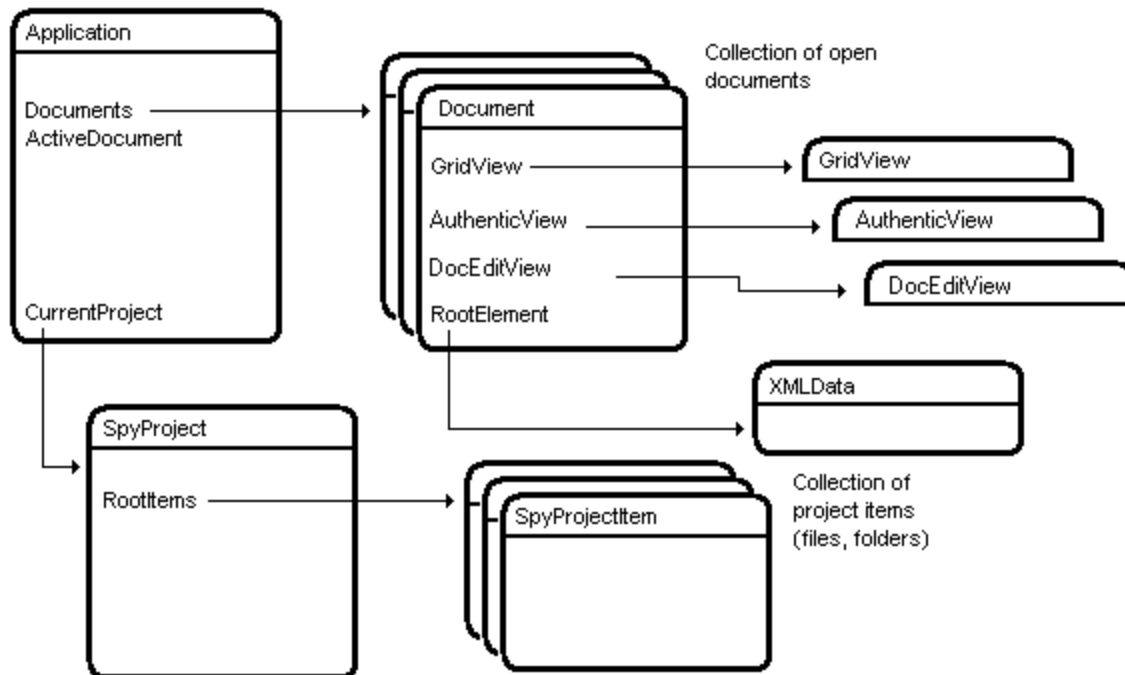 Application
Documents
ActiveDocument
CurrentProject
Collection of open
documents
Document
GridView
AuthenticView
DocEditView
RootElement
GridView
AuthenticView
DocEditView
XMLData
SpyProject
RootItems
SpyProjectItem
Collection of
project items
(files, folders)